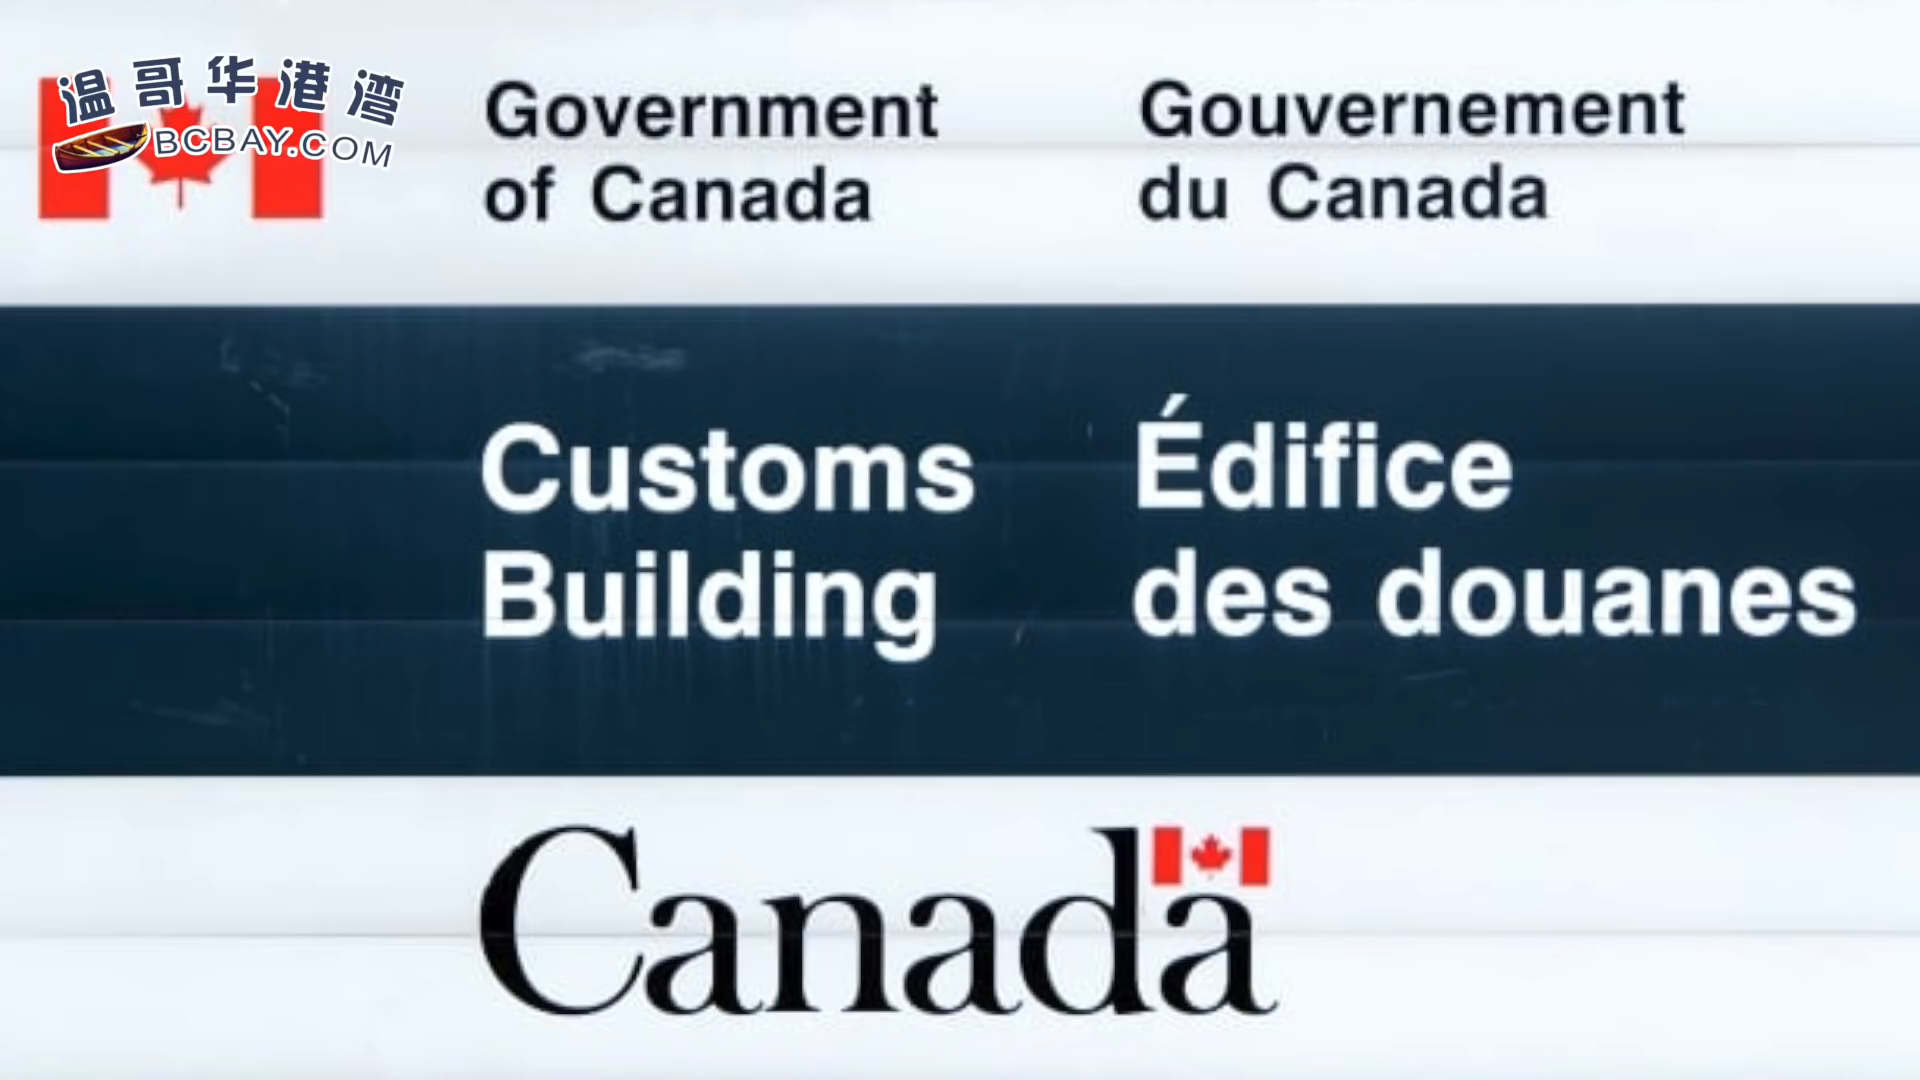 温哥华港湾
BCBAY.COM
Government
of Canada
Gouvernement
du Canada
Customs
Building
Édifice
des douanes
Canada